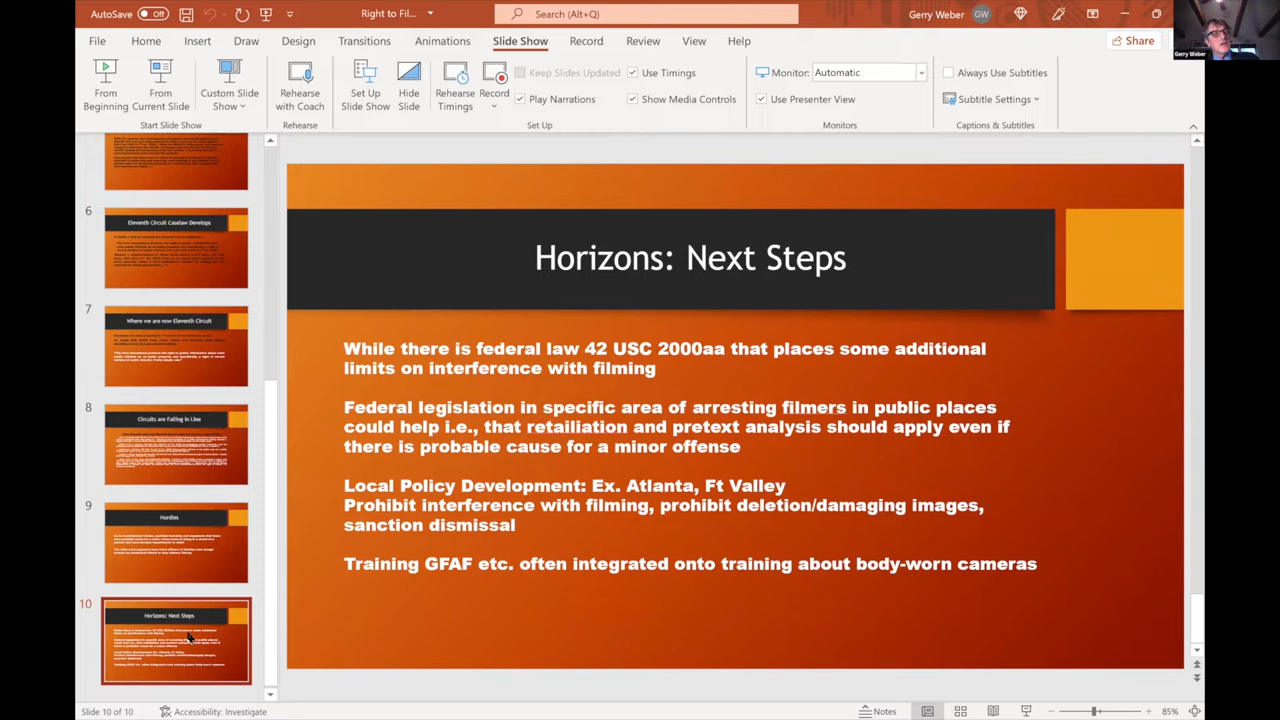 AutoSave Off
Right to Fil...
Search (Alt+Q)
Gerry Weber GW
Gerry Weber
File Home Insert Draw Design Transitions Animations Slide Show Record Review View Help
Share
From Beginning
From Current Slide
Custom Slide Show
Start Slide Show
Rehearse with Coach
Rehearse
Set Up Slide Show
Hide Slide
Rehearse Timings
Record
Keep Slides Updated
Play Narrations
Use Timings
Show Media Controls
Set Up
Monitor: Automatic
Use Presenter View
Monitors
Always Use Subtitles
Subtitle Settings
Captions & Subtitles
6
Eleventh Circuit Caselaw Develops
7
Where we are now Eleventh Circuit
8
Circuits are Falling in Line
9
Hurdles
10
Horizons: Next Steps
Horizons: Next Steps
While there is federal law 42 USC 2000aa that places some additional
limits on interference with filming
Federal legislation in specific area of arresting filmers in public places
could help i.e., that retailiation and pretext analysis should apply even if
there is probable cause for a minor offense
Local Policy Development: Ex. Atlanta, Ft Valley
Prohibit interference with filming, prohibit deletion/damaging images,
sanction dismissal
Training GFAF etc. often integrated onto training about body-worn cameras
Slide 10 of 10
Accessibility: Investigate
Notes
85%